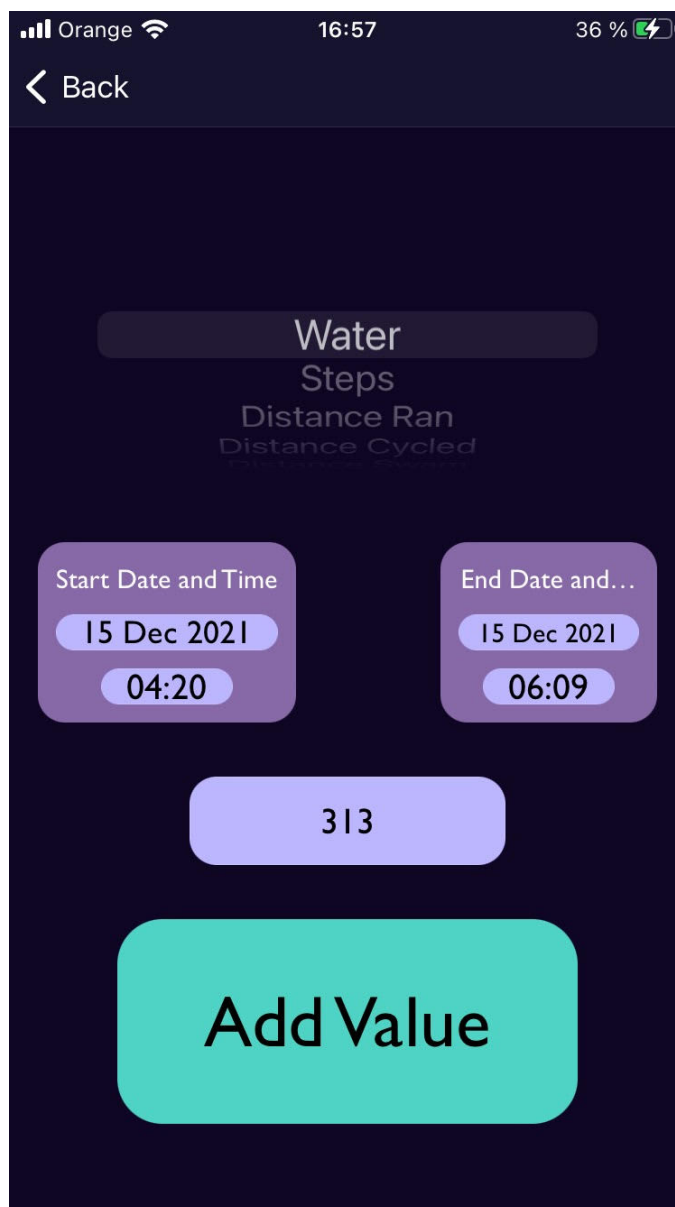 Orange 16:57 36 %
Back
Water
Steps
Distance Ran
Distance Cycled
Start Date and Time End Date and...
15 Dec 2021 15 Dec 2021
04:20 06:09
313
Add Value